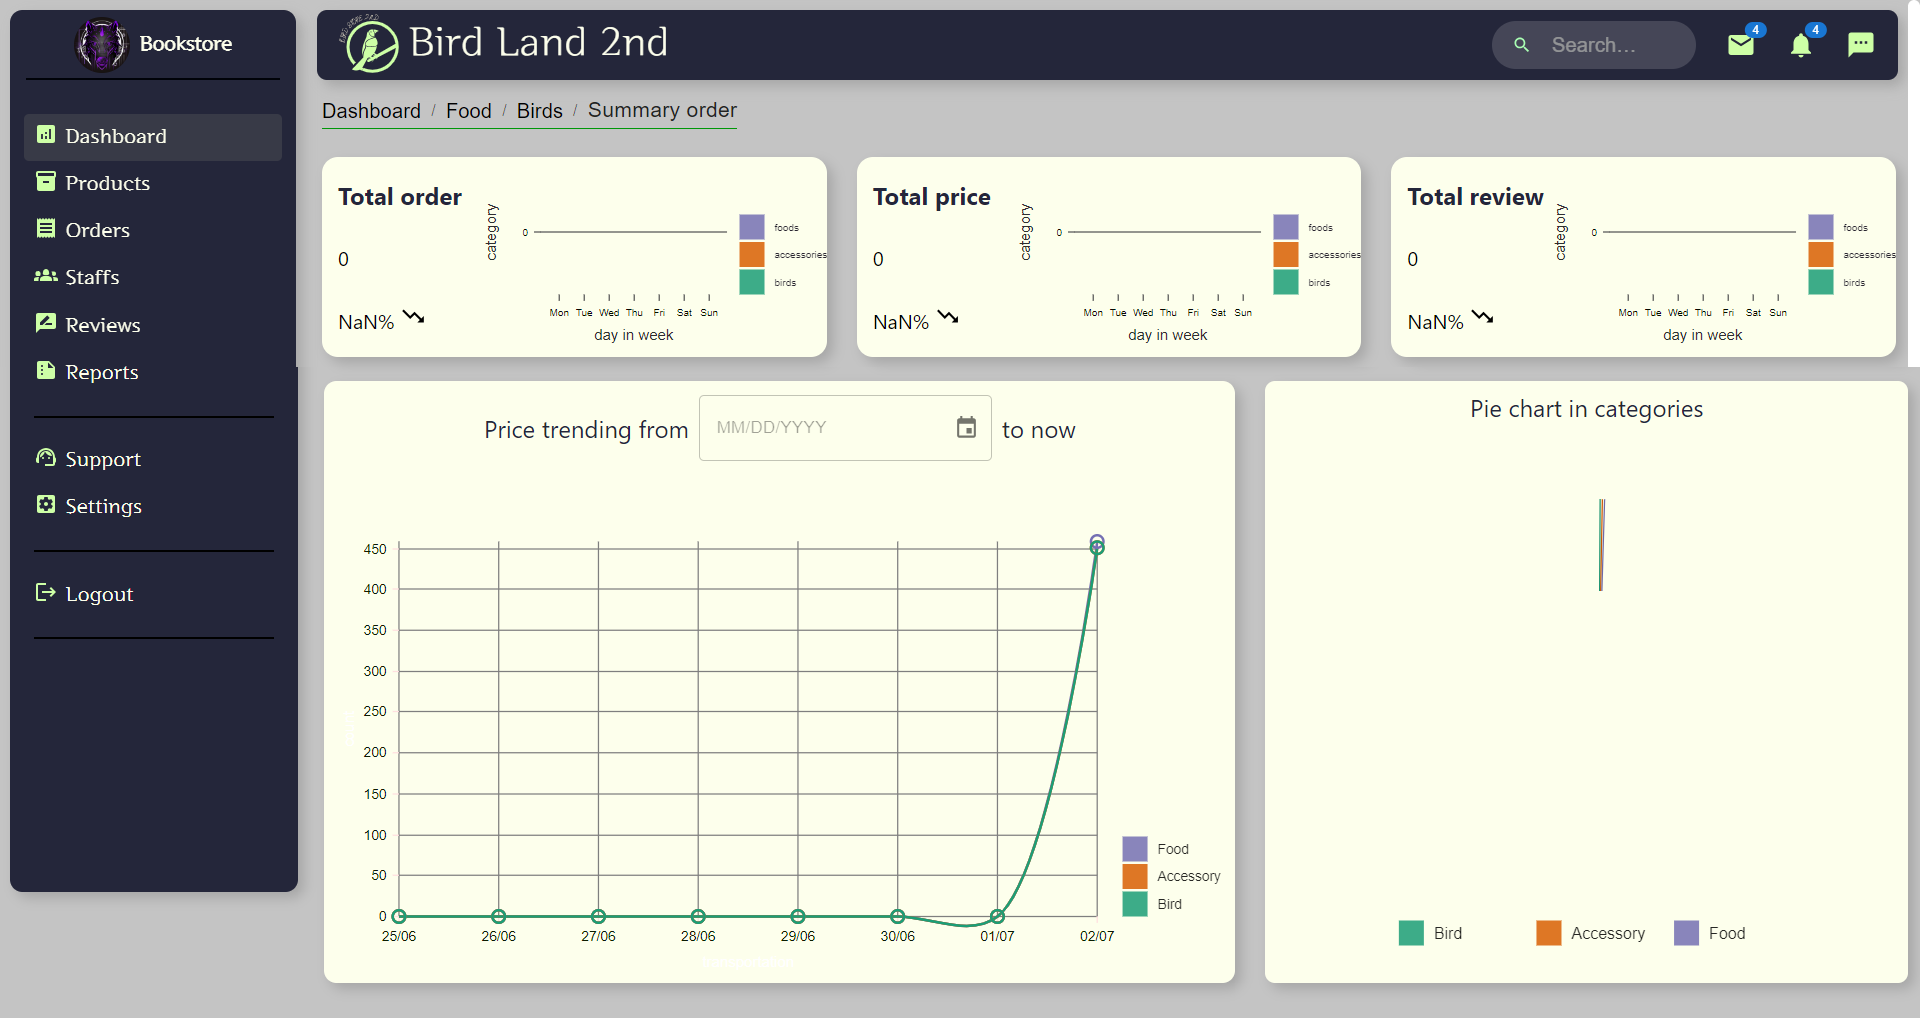 Bookstore
Dashboard
Products
Orders
Staffs
Reviews
Reports
Support
Settings
Logout
BIRD STORE 2ND
Bird Land 2nd
Search...
4
4
Dashboard / Food / Birds / Summary order
Total order
0
NaN%
category
0
Mon Tue Wed Thu Fri Sat Sun
day in week
foods
accessories
birds
Total price
0
NaN%
category
0
Mon Tue Wed Thu Fri Sat Sun
day in week
foods
accessories
birds
Total review
0
NaN%
category
0
Mon Tue Wed Thu Fri Sat Sun
day in week
foods
accessories
birds
Price trending from MM/DD/YYYY to now
450
400
350
300
250
200
150
100
50
0
25/06 26/06 27/06 28/06 29/06 30/06 01/07 02/07
Food
Accessory
Bird
Pie chart in categories
Bird Accessory Food